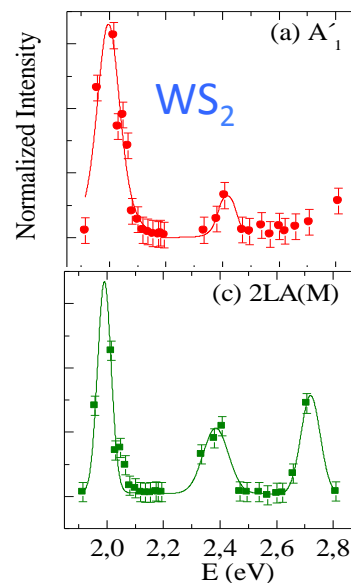 (a) A´₁
WS₂
Normalized Intensity
(c) 2LA(M)
2,0 2,2 2,4 2,6 2,8
E (eV)